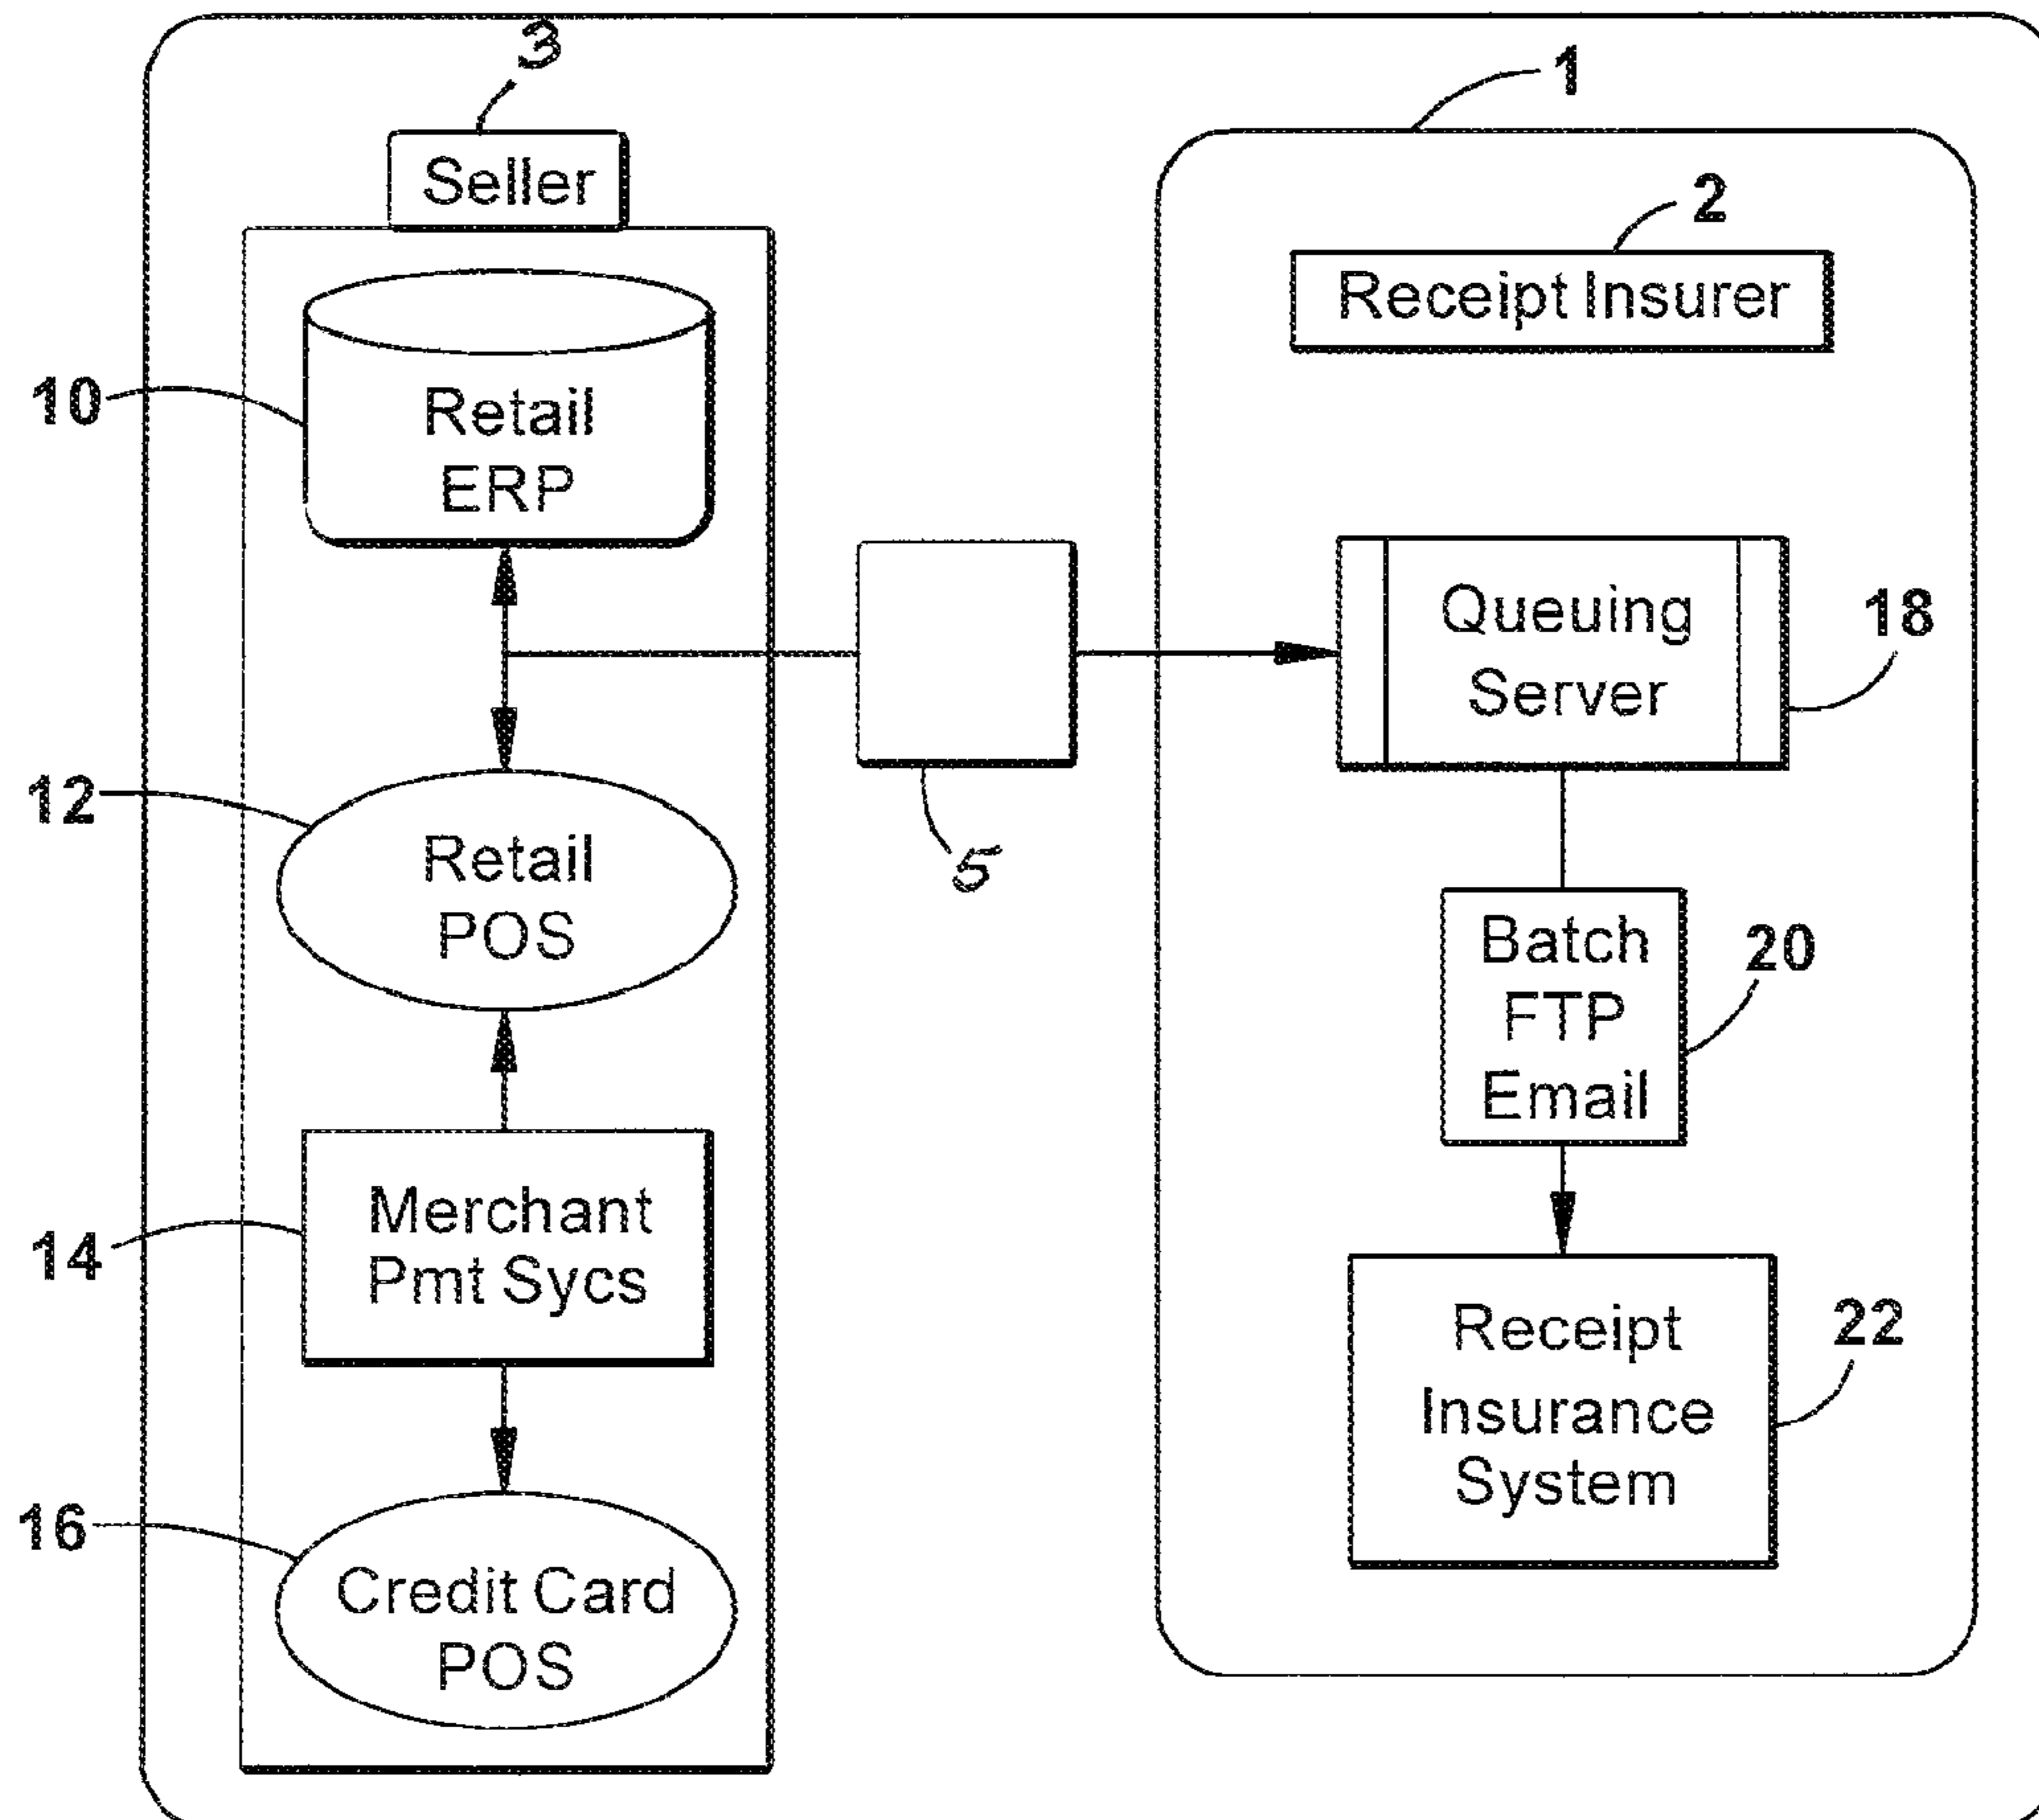 3
1
Seller
2
Receipt Insurer
10
Retail
ERP
Queuing
Server
18
12
Retail
POS
5
Batch
FTP
Email
20
14
Merchant
Pmt Sycs
Receipt
Insurance
System
22
16
Credit Card
POS